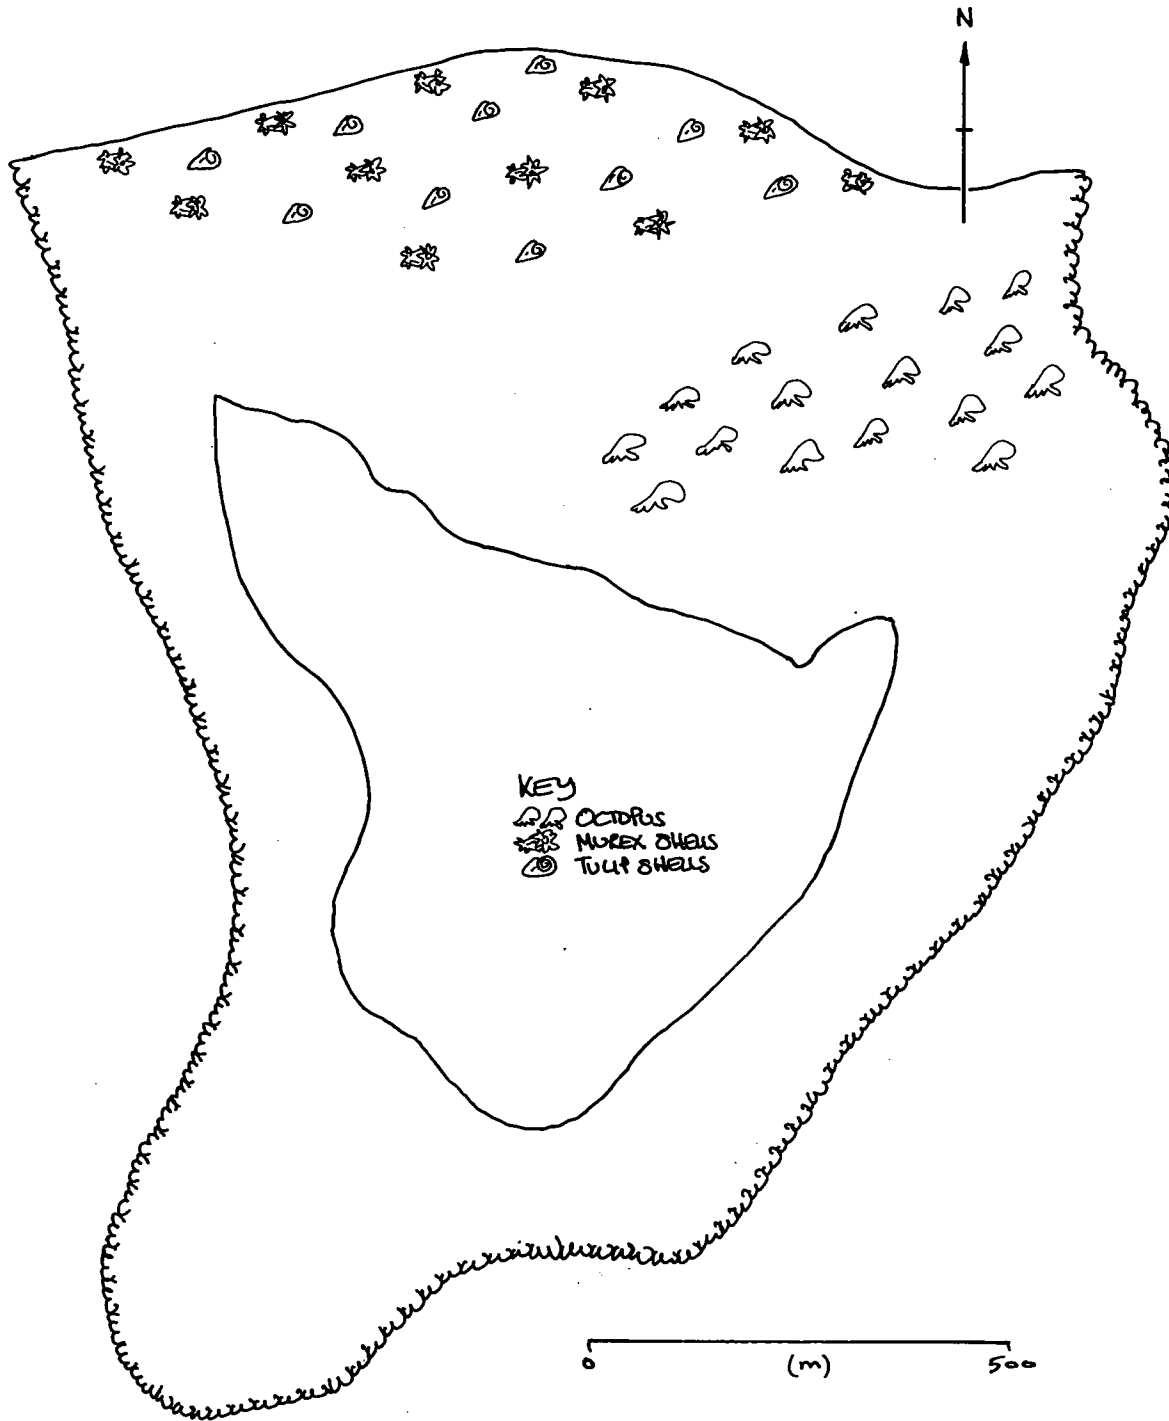 N
KEY
OCTOPUS
MUREX SHELLS
TULIP SHELLS
0 (m) 500